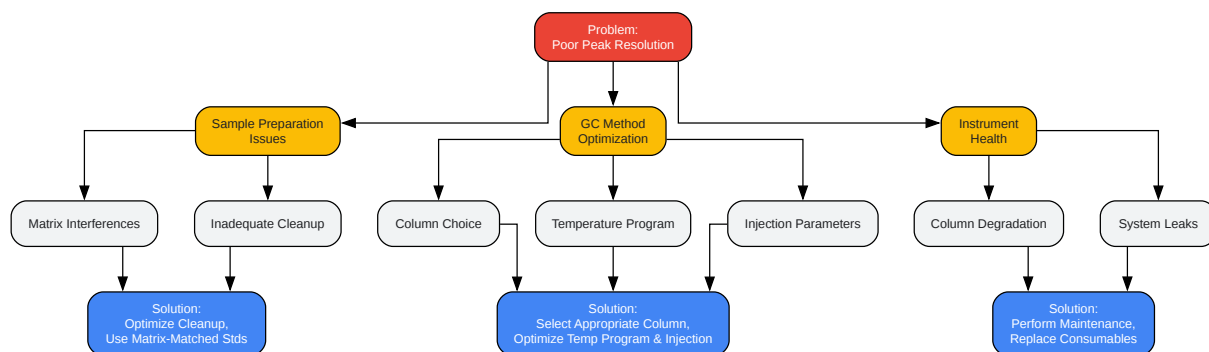 Problem:
Poor Peak Resolution
Sample Preparation
Issues
GC Method
Optimization
Instrument
Health
Matrix Interferences
Inadequate Cleanup
Column Choice
Temperature Program
Injection Parameters
Column Degradation
System Leaks
Solution:
Optimize Cleanup,
Use Matrix-Matched Stds
Solution:
Select Appropriate Column,
Optimize Temp Program & Injection
Solution:
Perform Maintenance,
Replace Consumables